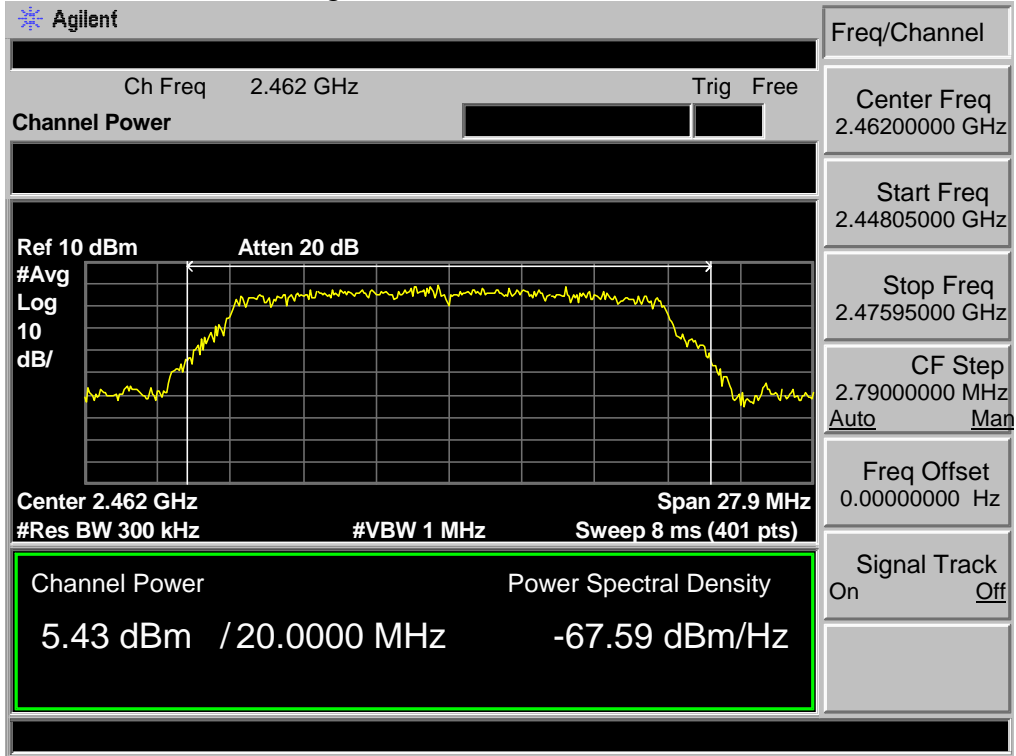 Agilent
Ch Freq 2.462 GHz Trig Free
Channel Power
Ref 10 dBm Atten 20 dB
#Avg
Log
10
dB/
Center 2.462 GHz Span 27.9 MHz
#Res BW 300 kHz #VBW 1 MHz Sweep 8 ms (401 pts)
Channel Power Power Spectral Density
5.43 dBm / 20.0000 MHz -67.59 dBm/Hz
Freq/Channel
Center Freq
2.46200000 GHz
Start Freq
2.44805000 GHz
Stop Freq
2.47595000 GHz
CF Step
2.79000000 MHz
Auto Man
Freq Offset
0.00000000 Hz
Signal Track
On Off